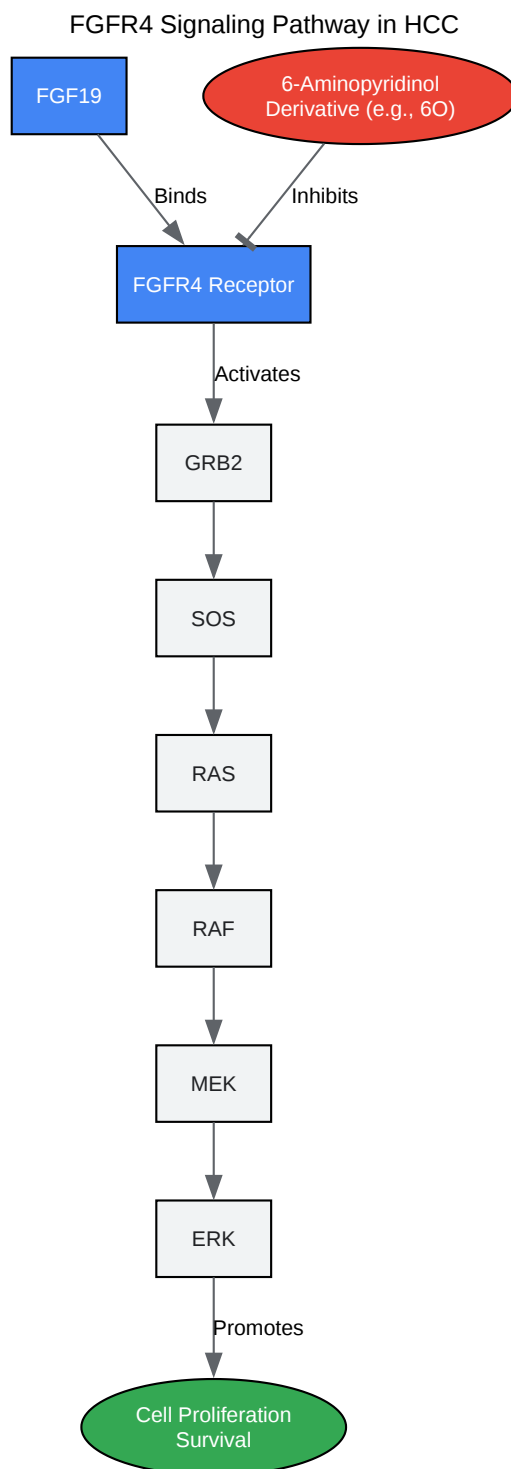 FGFR4 Signaling Pathway in HCC
FGF19
6-Aminopyridinol
Derivative (e.g., 6O)
Binds
Inhibits
FGFR4 Receptor
Activates
GRB2
SOS
RAS
RAF
MEK
ERK
Promotes
Cell Proliferation
Survival